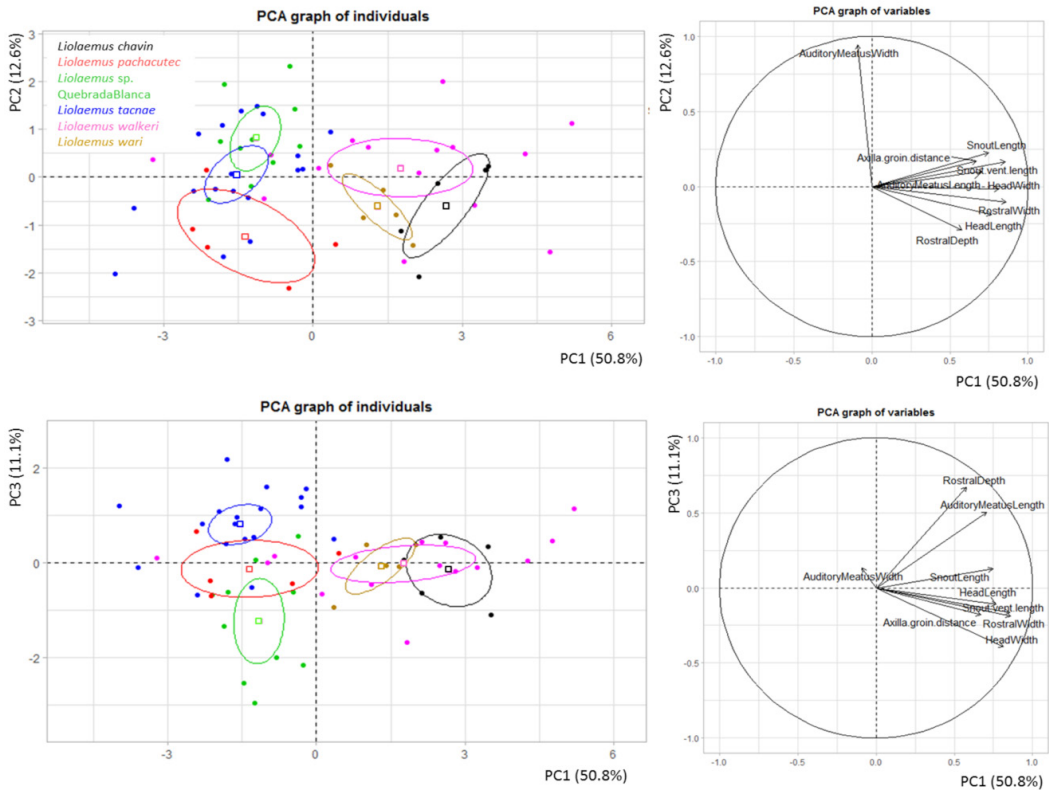 PCA graph of individuals
PC2 (12.6%)
3
2
1
0
-1
-2
-3
Liolaemus chavin
Liolaemus pachacutec
Liolaemus sp.
QuebradaBlanca
Liolaemus tacnae
Liolaemus walkeri
Liolaemus wari
-3
0
3
6
PC1 (50.8%)
PCA graph of variables
PC2 (12.6%)
1.0
0.5
0.0
-0.5
-1.0
AuditoryMeatusWidth
SnoutLength
Axilla.groin.distance
Snout.vent.length
AuditoryMeatusLength
HeadWidth
RostralWidth
HeadLength
RostralDepth
-1.0
-0.5
0.0
0.5
1.0
PC1 (50.8%)
PCA graph of individuals
PC3 (11.1%)
2
0
-2
-3
0
3
6
PC1 (50.8%)
PCA graph of variables
PC3 (11.1%)
1.0
0.5
0.0
-0.5
-1.0
RostralDepth
AuditoryMeatusLength
AuditoryMeatusWidth
SnoutLength
HeadLength
Snout.vent.length
Axilla.groin.distance
RostralWidth
HeadWidth
-1.0
-0.5
0.0
0.5
1.0
PC1 (50.8%)